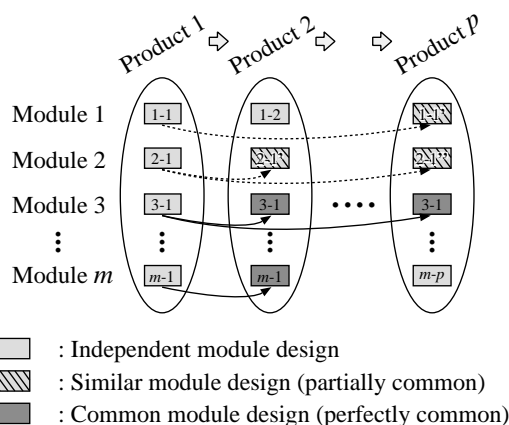 Product 1
Product 2
Product p
Module 1
1-1
1-2
1-1'
Module 2
2-1
2-1'
2-1''
Module 3
3-1
3-1
3-1
Module m
m-1
m-1
m-p
: Independent module design
: Similar module design (partially common)
: Common module design (perfectly common)